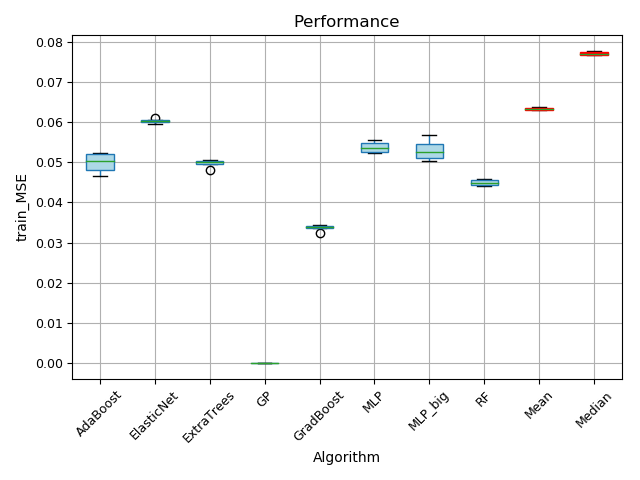 Performance
0.08
0.07
0.06
0.05
0.04
0.03
0.02
0.01
0.00
train_MSE
AdaBoost
ElasticNet
ExtraTrees
GP
GradBoost
MLP
MLP_big
RF
Mean
Median
Algorithm